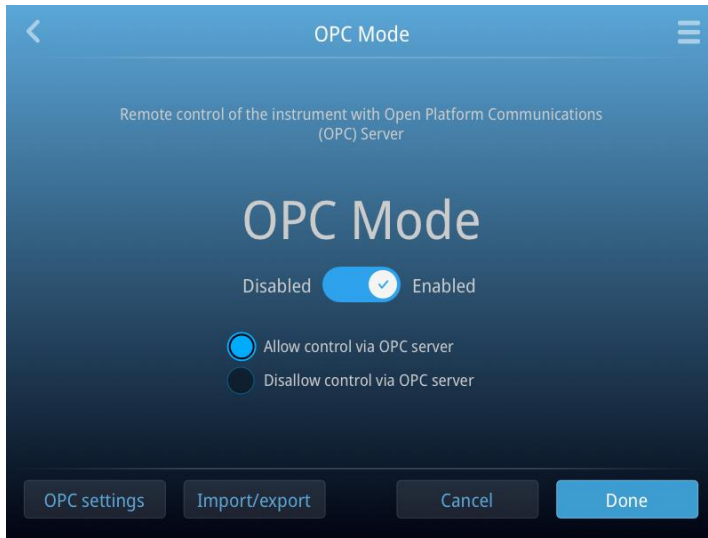 OPC Mode
Remote control of the instrument with Open Platform Communications
(OPC) Server
OPC Mode
Disabled Enabled
Allow control via OPC server
Disallow control via OPC server
OPC settings Import/export Cancel Done